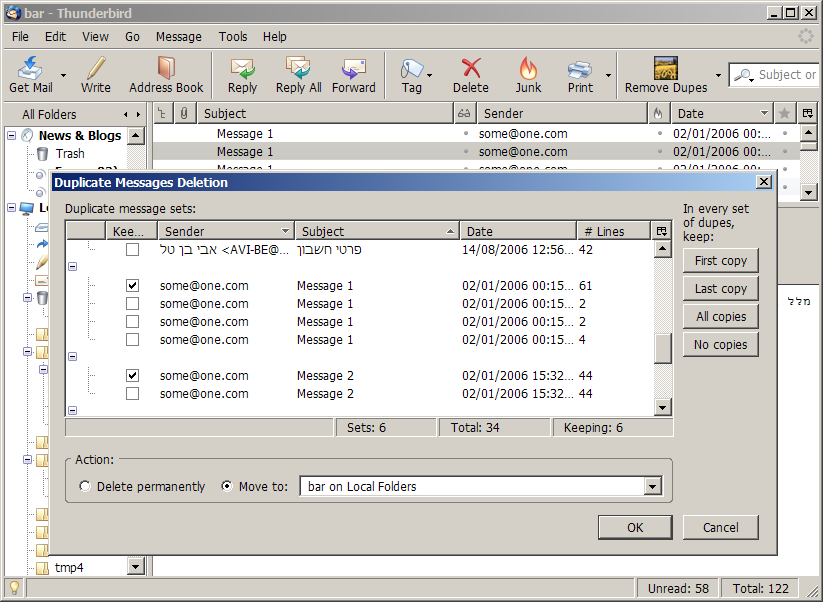 bar - Thunderbird
File Edit View Go Message Tools Help
Get Mail Write Address Book Reply Reply All Forward Tag Delete Junk Print Remove Dupes Subject or
All Folders Subject Sender Date
News & Blogs Message 1 some@one.com 02/01/2006 00:...
Trash Message 1 some@one.com 02/01/2006 00:...
Message 1 some@one.com 02/01/2006 00:...
Duplicate Messages Deletion
Duplicate message sets:
In every set
of dupes,
keep:
Kee... Sender Subject Date # Lines
אבי בן טל <AVI-BE@... פרטי חשבון 14/08/2006 12:56... 42
some@one.com Message 1 02/01/2006 00:15... 61
some@one.com Message 1 02/01/2006 00:15... 2
some@one.com Message 1 02/01/2006 00:15... 2
some@one.com Message 1 02/01/2006 00:15... 4
some@one.com Message 2 02/01/2006 15:32... 44
some@one.com Message 2 02/01/2006 15:32... 44
First copy
Last copy
All copies
No copies
מלל
Sets: 6 Total: 34 Keeping: 6
Action:
Delete permanently Move to: bar on Local Folders
OK Cancel
tmp4
Unread: 58 Total: 122